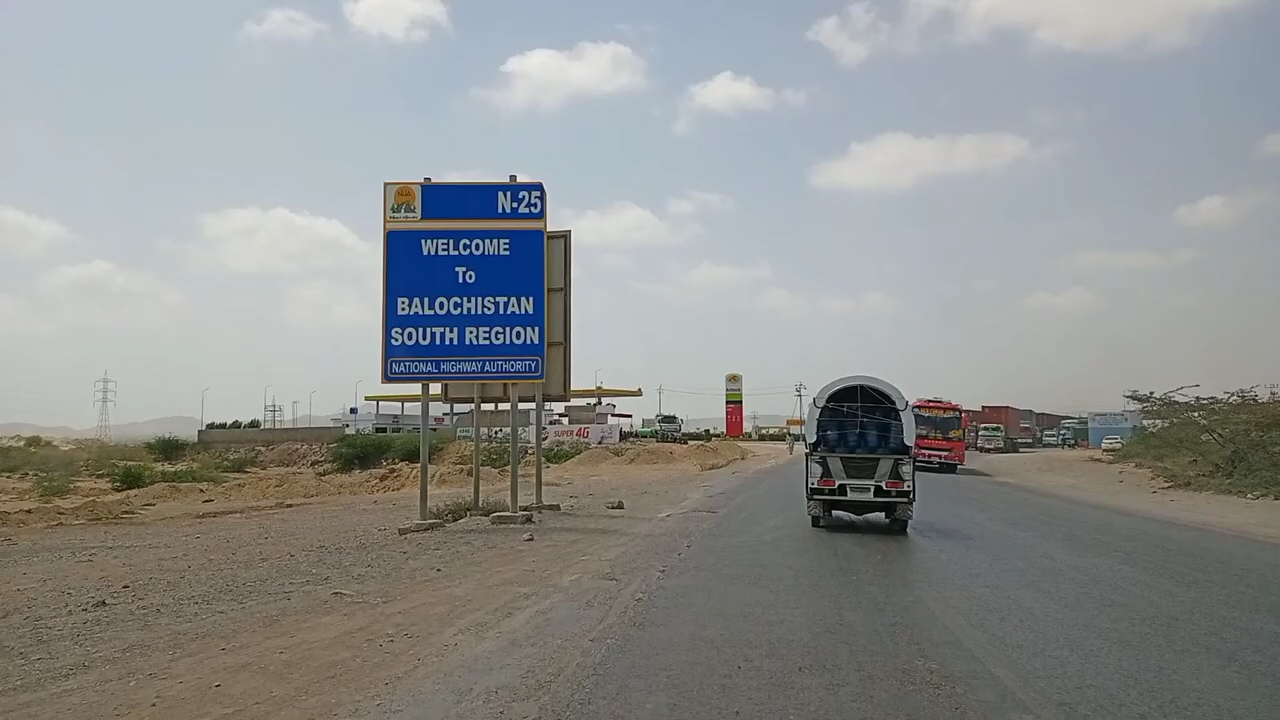 N-25
WELCOME
To
BALOCHISTAN
SOUTH REGION
NATIONAL HIGHWAY AUTHORITY
SUPER 4G